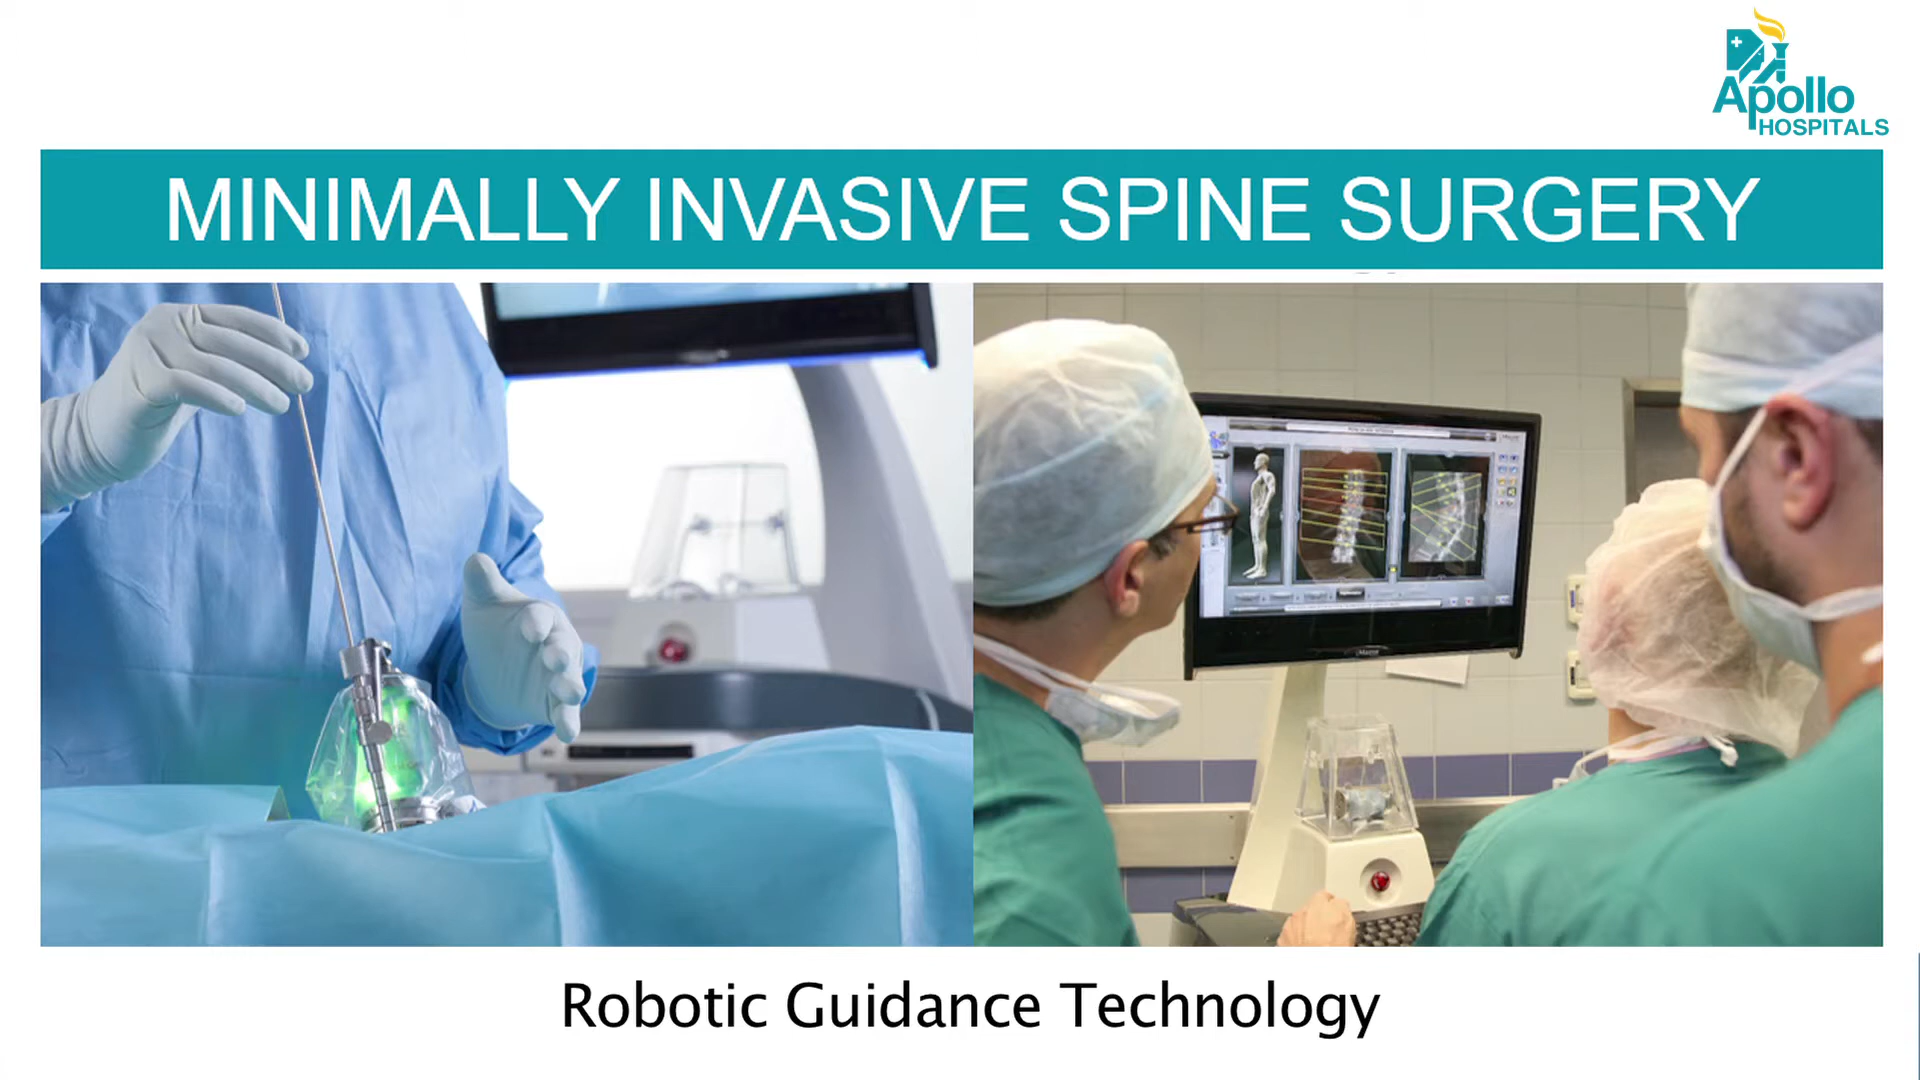 Apollo
HOSPITALS
MINIMALLY INVASIVE SPINE SURGERY
Robotic Guidance Technology